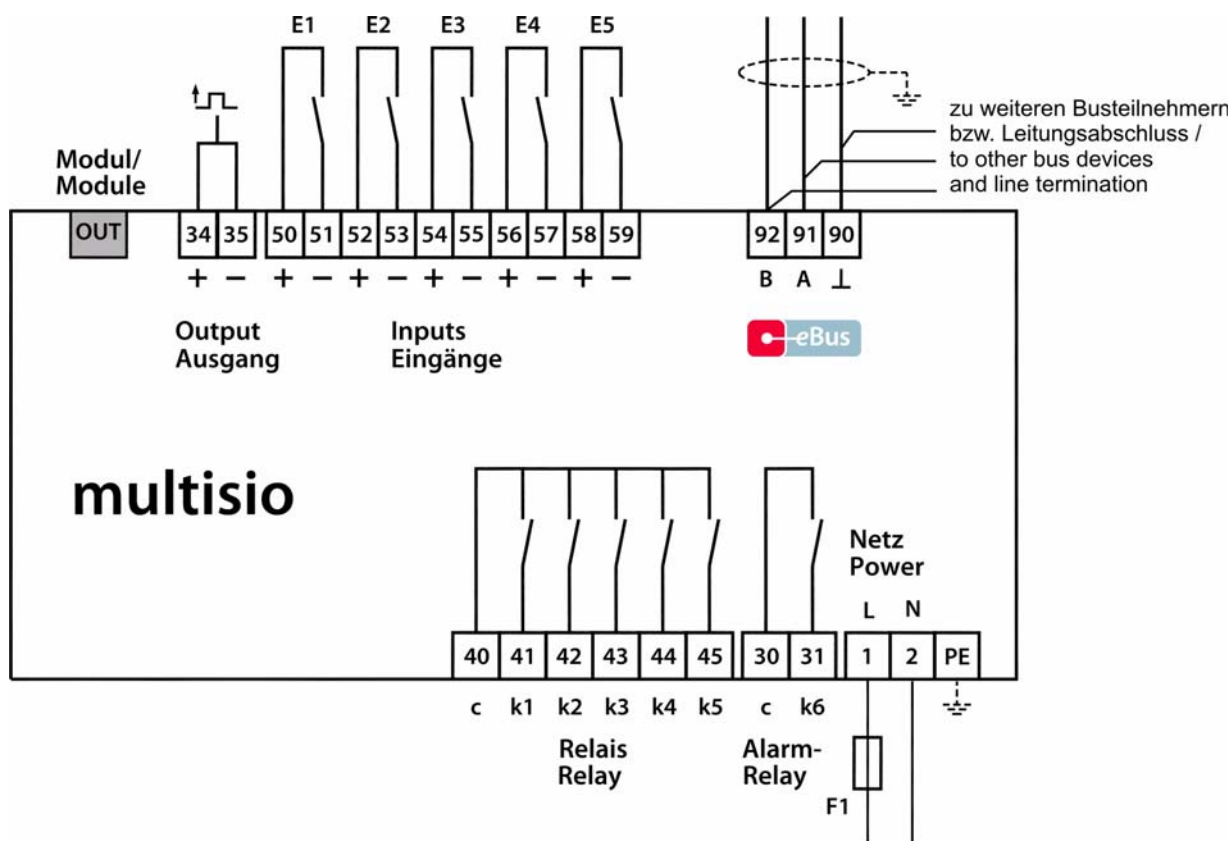 E1 E2 E3 E4 E5
zu weiteren Busteilnehmern
bzw. Leitungsabschluss /
to other bus devices
and line termination
Modul/
Module
OUT 34 35 50 51 52 53 54 55 56 57 58 59 92 91 90
+ − + − + − + − + − + − B A ⊥
Output
Ausgang
Inputs
Eingänge
eBus
multisio
Netz
Power
L N
40 41 42 43 44 45 30 31 1 2 PE
c k1 k2 k3 k4 k5 c k6
Relais
Relay
Alarm-
Relay
F1